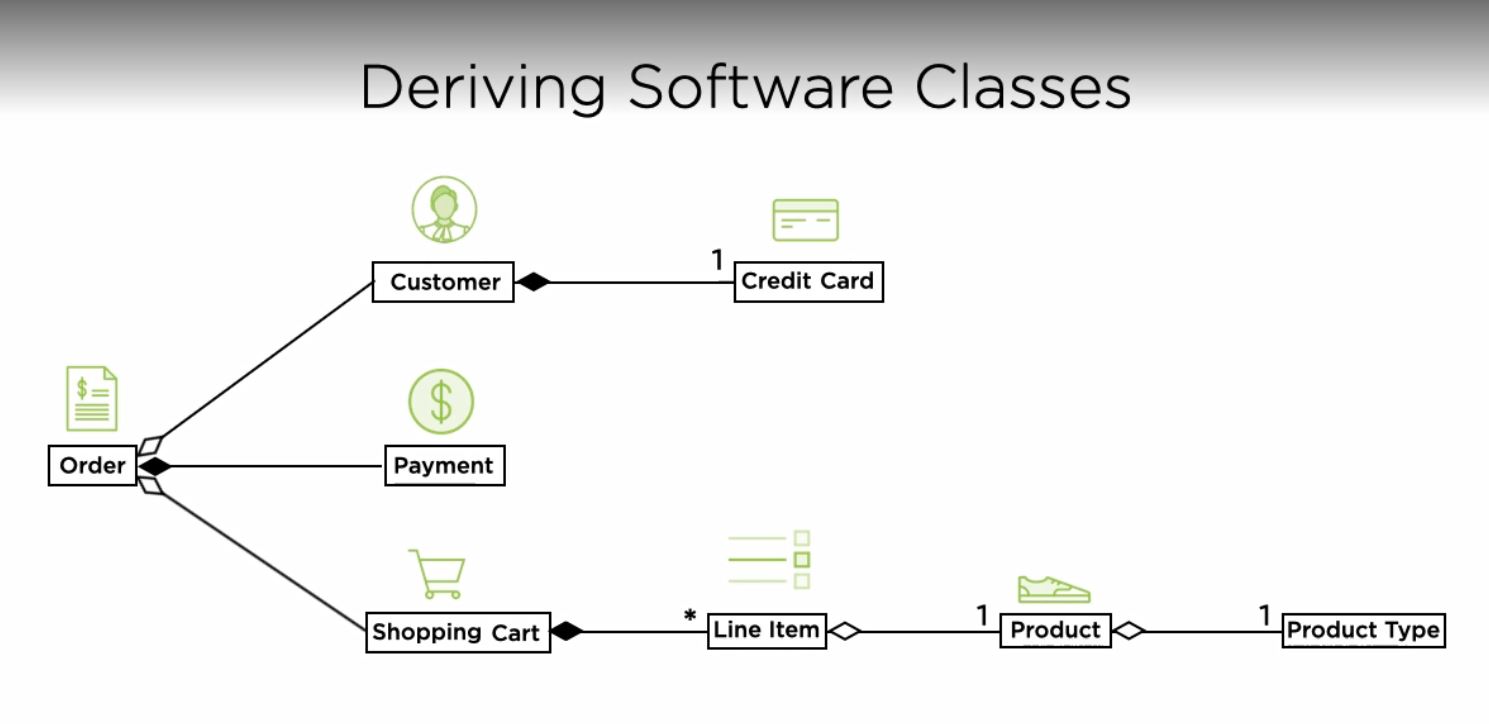 Deriving Software Classes
Customer
1
Credit Card
$
Order
$
Payment
Shopping Cart
*
Line Item
1
Product
1
Product Type